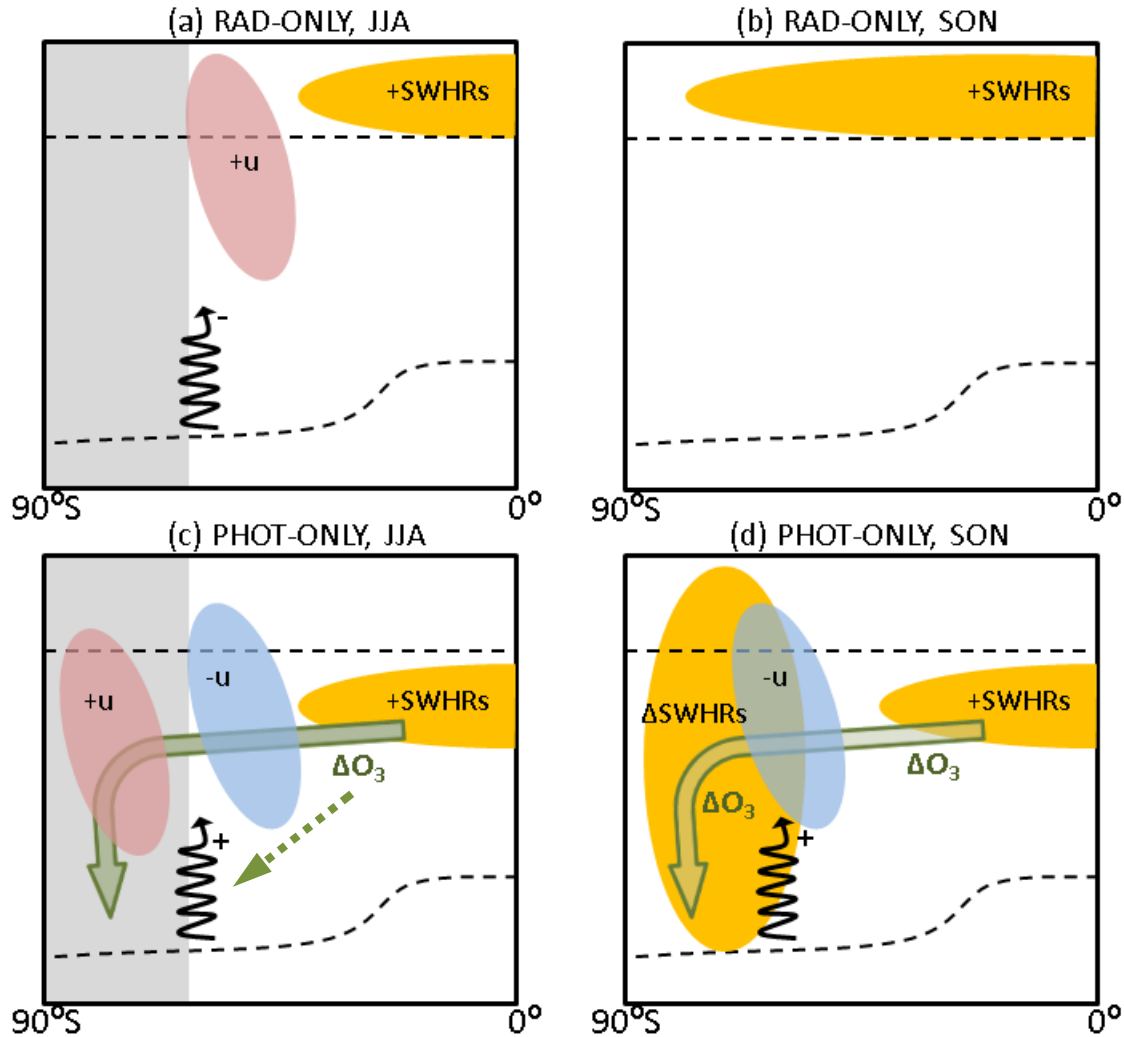 (a) RAD-ONLY, JJA
+SWHRs
+u
-
90°S
0°
(b) RAD-ONLY, SON
+SWHRs
90°S
0°
(c) PHOT-ONLY, JJA
+u
-u
+SWHRs
ΔO₃
+
90°S
0°
(d) PHOT-ONLY, SON
-u
+SWHRs
ΔSWHRs
ΔO₃
ΔO₃
+
90°S
0°